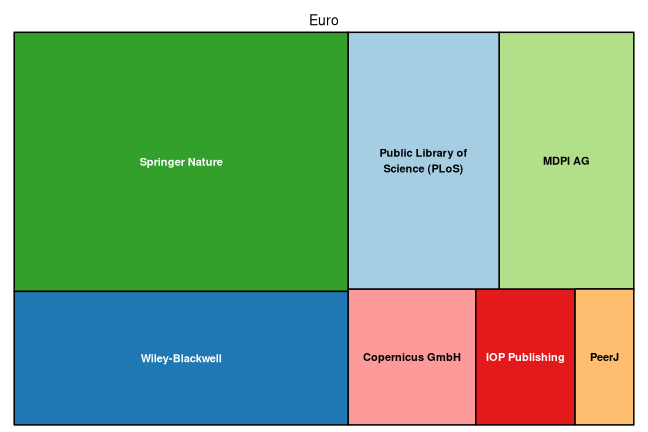 Euro
Springer Nature
Public Library of
Science (PLoS)
MDPI AG
Wiley-Blackwell
Copernicus GmbH
IOP Publishing
PeerJ